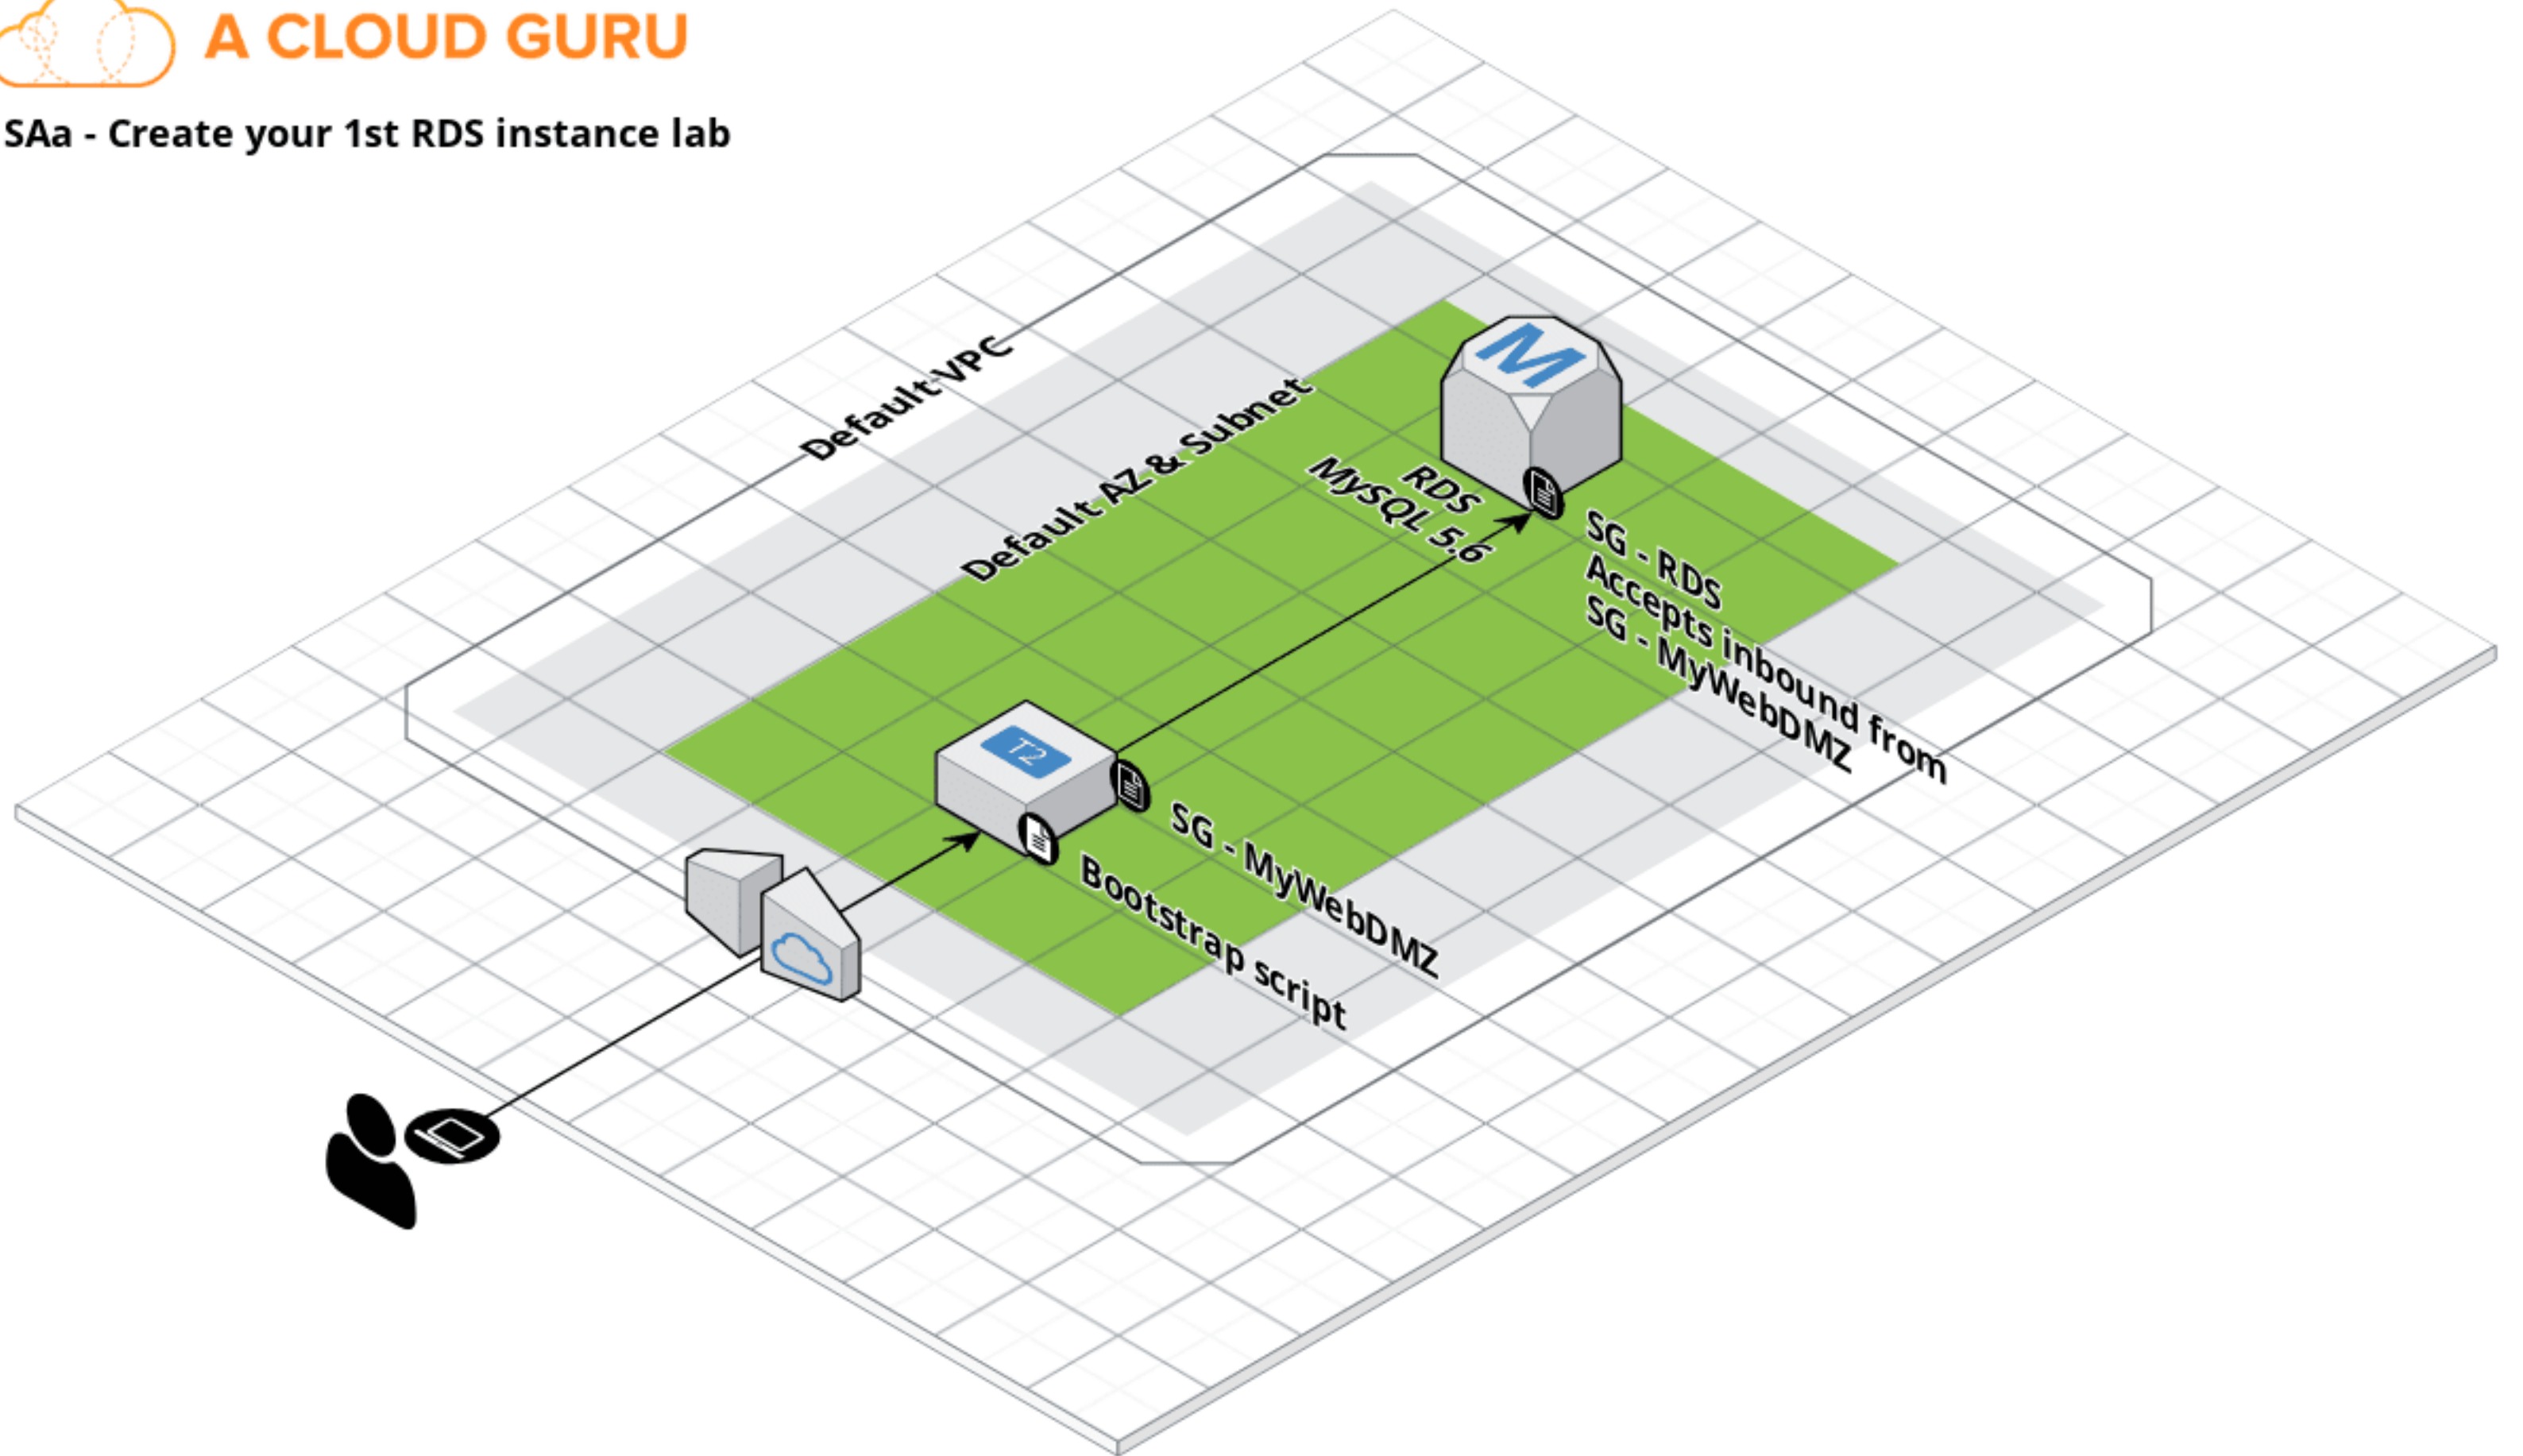 A CLOUD GURU
SAa - Create your 1st RDS instance lab
Default VPC
Default AZ & Subnet
M
RDS
MySQL 5.6
SG - RDS
Accepts inbound from
SG - MyWebDMZ
T2
SG - MyWebDMZ
Bootstrap script